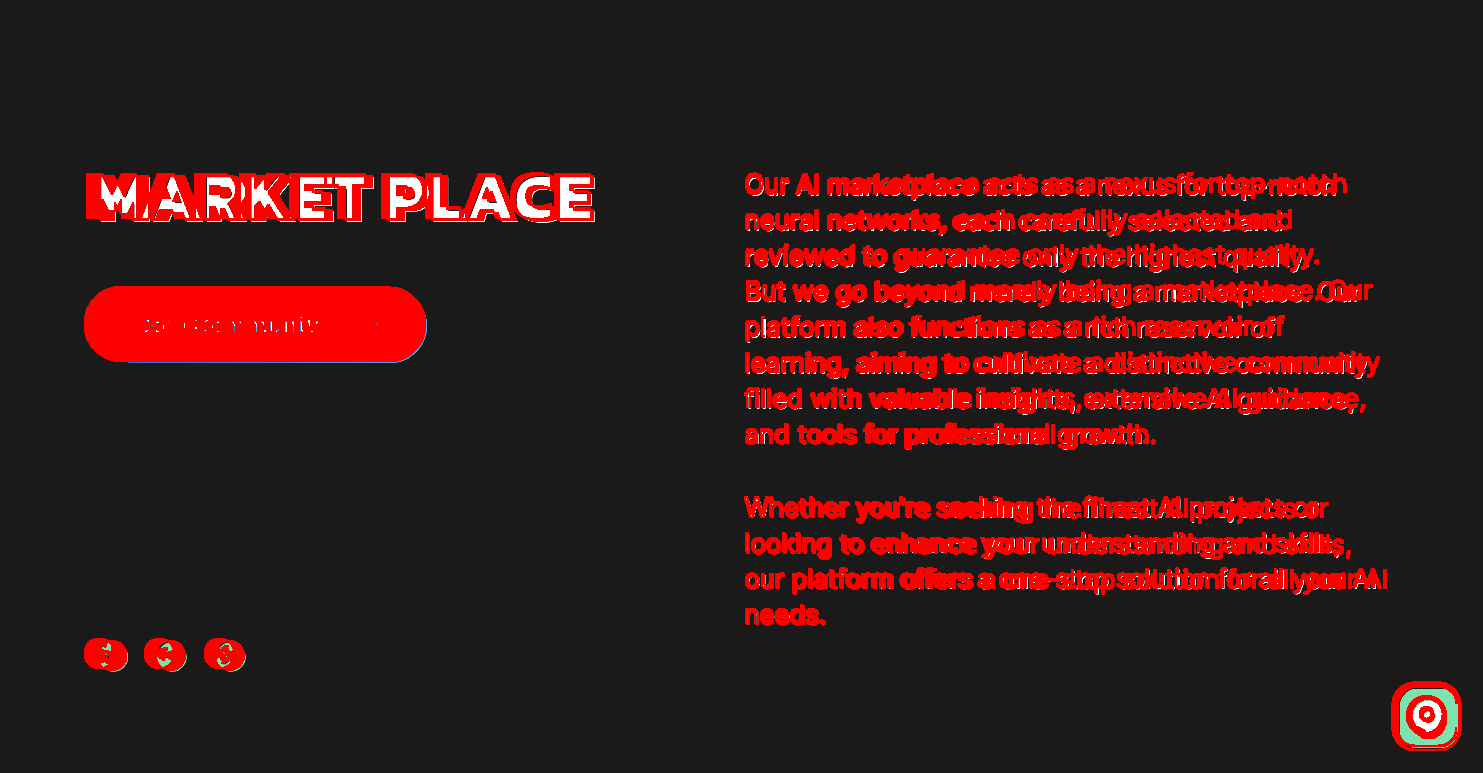 MARKET PLACE
Our AI marketplace acts as a nexus for top-notch
neural networks, each carefully selected and
reviewed to guarantee only the highest quality.
But we go beyond merely being a marketplace. Our
platform also functions as a rich reservoir of
learning, aiming to cultivate a distinctive community
filled with valuable insights, extensive AI guidance,
and tools for professional growth.
Whether you're seeking the finest AI projects or
looking to enhance your understanding and skills,
our platform offers a one-stop solution for all your AI
needs.